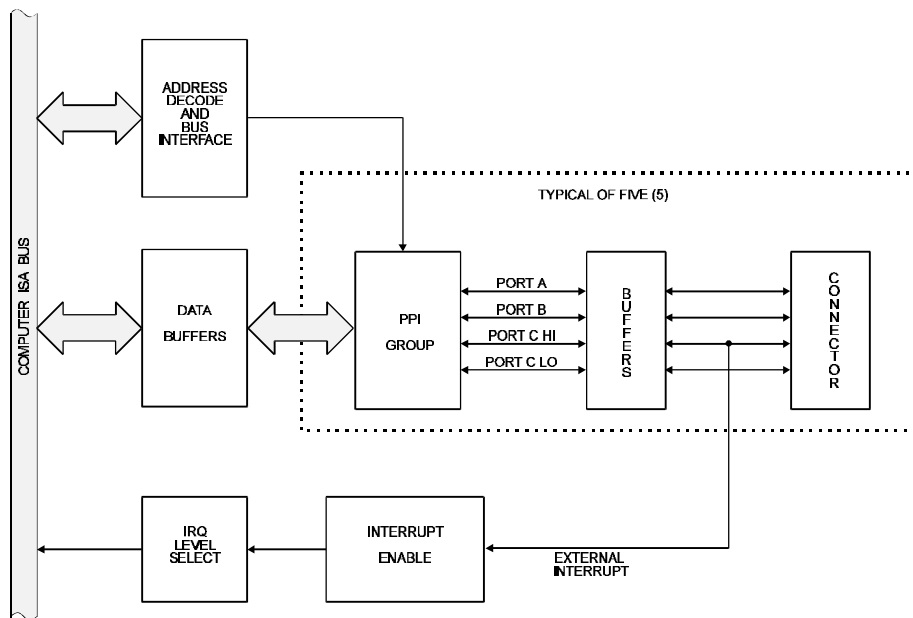 COMPUTER ISA BUS
ADDRESS
DECODE
AND
BUS
INTERFACE
TYPICAL OF FIVE (5)
DATA
BUFFERS
PPI
GROUP
PORT A
PORT B
PORT C HI
PORT C LO
BUFFERS
CONNECTOR
IRQ
LEVEL
SELECT
INTERRUPT
ENABLE
EXTERNAL
INTERRUPT